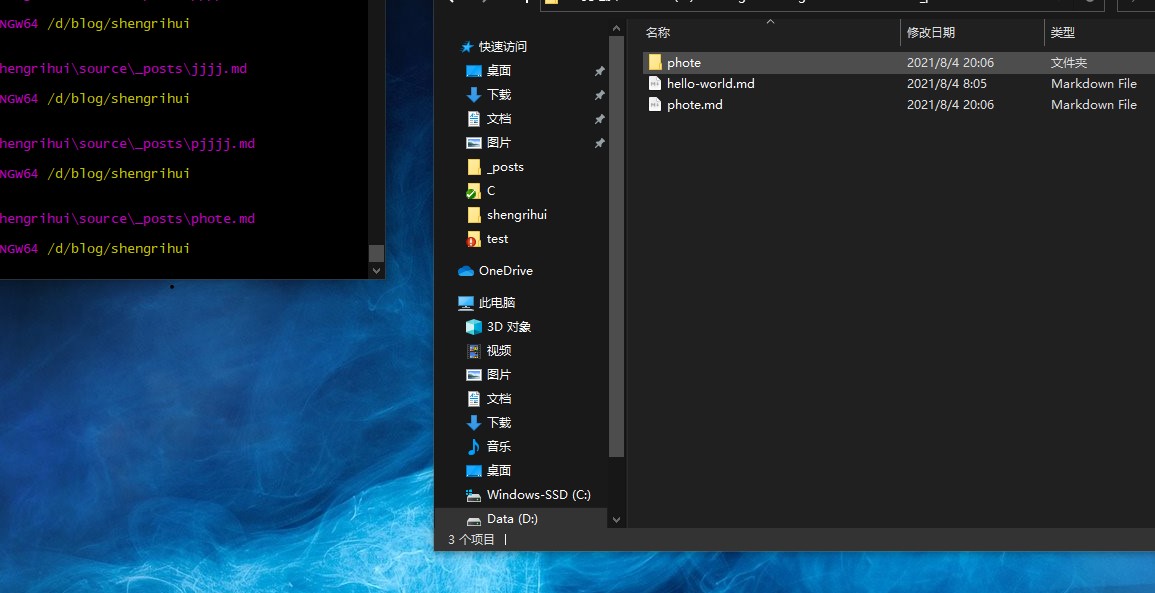 NGW64 /d/blog/shengrihui
hengrihui\source\_posts\jjjj.md
NGW64 /d/blog/shengrihui
hengrihui\source\_posts\pjjjj.md
NGW64 /d/blog/shengrihui
hengrihui\source\_posts\phote.md
NGW64 /d/blog/shengrihui
快速访问
桌面
下载
文档
图片
_posts
C
shengrihui
test
OneDrive
此电脑
3D 对象
视频
图片
文档
下载
音乐
桌面
Windows-SSD (C:)
Data (D:)
名称 修改日期 类型
phote 2021/8/4 20:06 文件夹
hello-world.md 2021/8/4 8:05 Markdown File
phote.md 2021/8/4 20:06 Markdown File
3 个项目